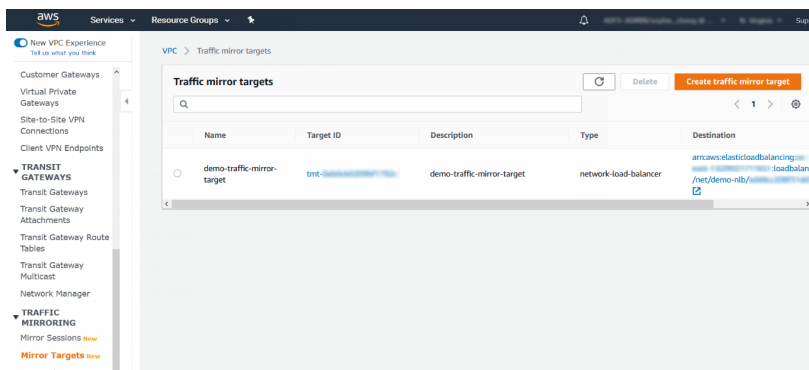 aws
Services
Resource Groups
Sup
New VPC Experience
Tell us what you think
Customer Gateways
Virtual Private
Gateways
Site-to-Site VPN
Connections
Client VPN Endpoints
TRANSIT
GATEWAYS
Transit Gateways
Transit Gateway
Attachments
Transit Gateway Route
Tables
Transit Gateway
Multicast
Network Manager
TRAFFIC
MIRRORING
Mirror Sessions New
Mirror Targets New
VPC > Traffic mirror targets
Traffic mirror targets
Delete
Create traffic mirror target
< 1 >
Name Target ID Description Type Destination
demo-traffic-mirror-
target
tmt-
demo-traffic-mirror-target
network-load-balancer
arn:aws:elasticloadbalancing:
:loadbalan
/net/demo-nlb/